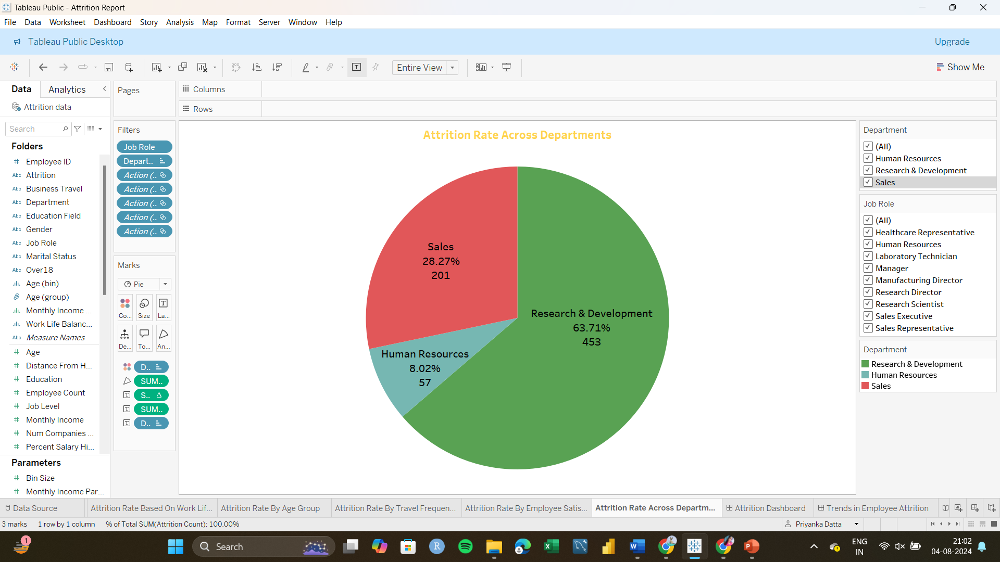 Tableau Public - Attrition Report
File Data Worksheet Dashboard Story Analysis Map Format Server Window Help
Tableau Public Desktop
Upgrade
Entire View
Show Me
Data Analytics
Attrition data
Search
Folders
Employee ID
Abc Attrition
Abc Business Travel
Abc Department
Abc Education Field
Abc Gender
Abc Job Role
Abc Marital Status
Abc Over18
Age (bin)
Age (group)
Monthly Income ...
Work Life Balanc...
Abc Measure Names
Age
Distance From H...
Education
Employee Count
Job Level
Monthly Income
Num Companies ...
Percent Salary Hi...
Parameters
Bin Size
Monthly Income Par...
Pages
Filters
Job Role
Depart..
Action (..
Action (..
Action (..
Action (..
Action (..
Marks
Pie
Co... Size La...
De... To... An...
D..
SUM..
S.. Δ
SUM..
D..
Columns
Rows
Attrition Rate Across Departments
Sales
28.27%
201
Research & Development
63.71%
453
Human Resources
8.02%
57
Department
(All)
Human Resources
Research & Development
Sales
Job Role
(All)
Healthcare Representative
Human Resources
Laboratory Technician
Manager
Manufacturing Director
Research Director
Research Scientist
Sales Executive
Sales Representative
Department
Research & Development
Human Resources
Sales
Data Source Attrition Rate Based On Work Lif... Attrition Rate By Age Group Attrition Rate By Travel Frequen... Attrition Rate By Employee Satis... Attrition Rate Across Departm... Attrition Dashboard Trends in Employee Attrition
3 marks 1 row by 1 column % of Total SUM(Attrition Count): 100.00% Priyanka Datta
1
Search
ENG
IN
21:02
04-08-2024